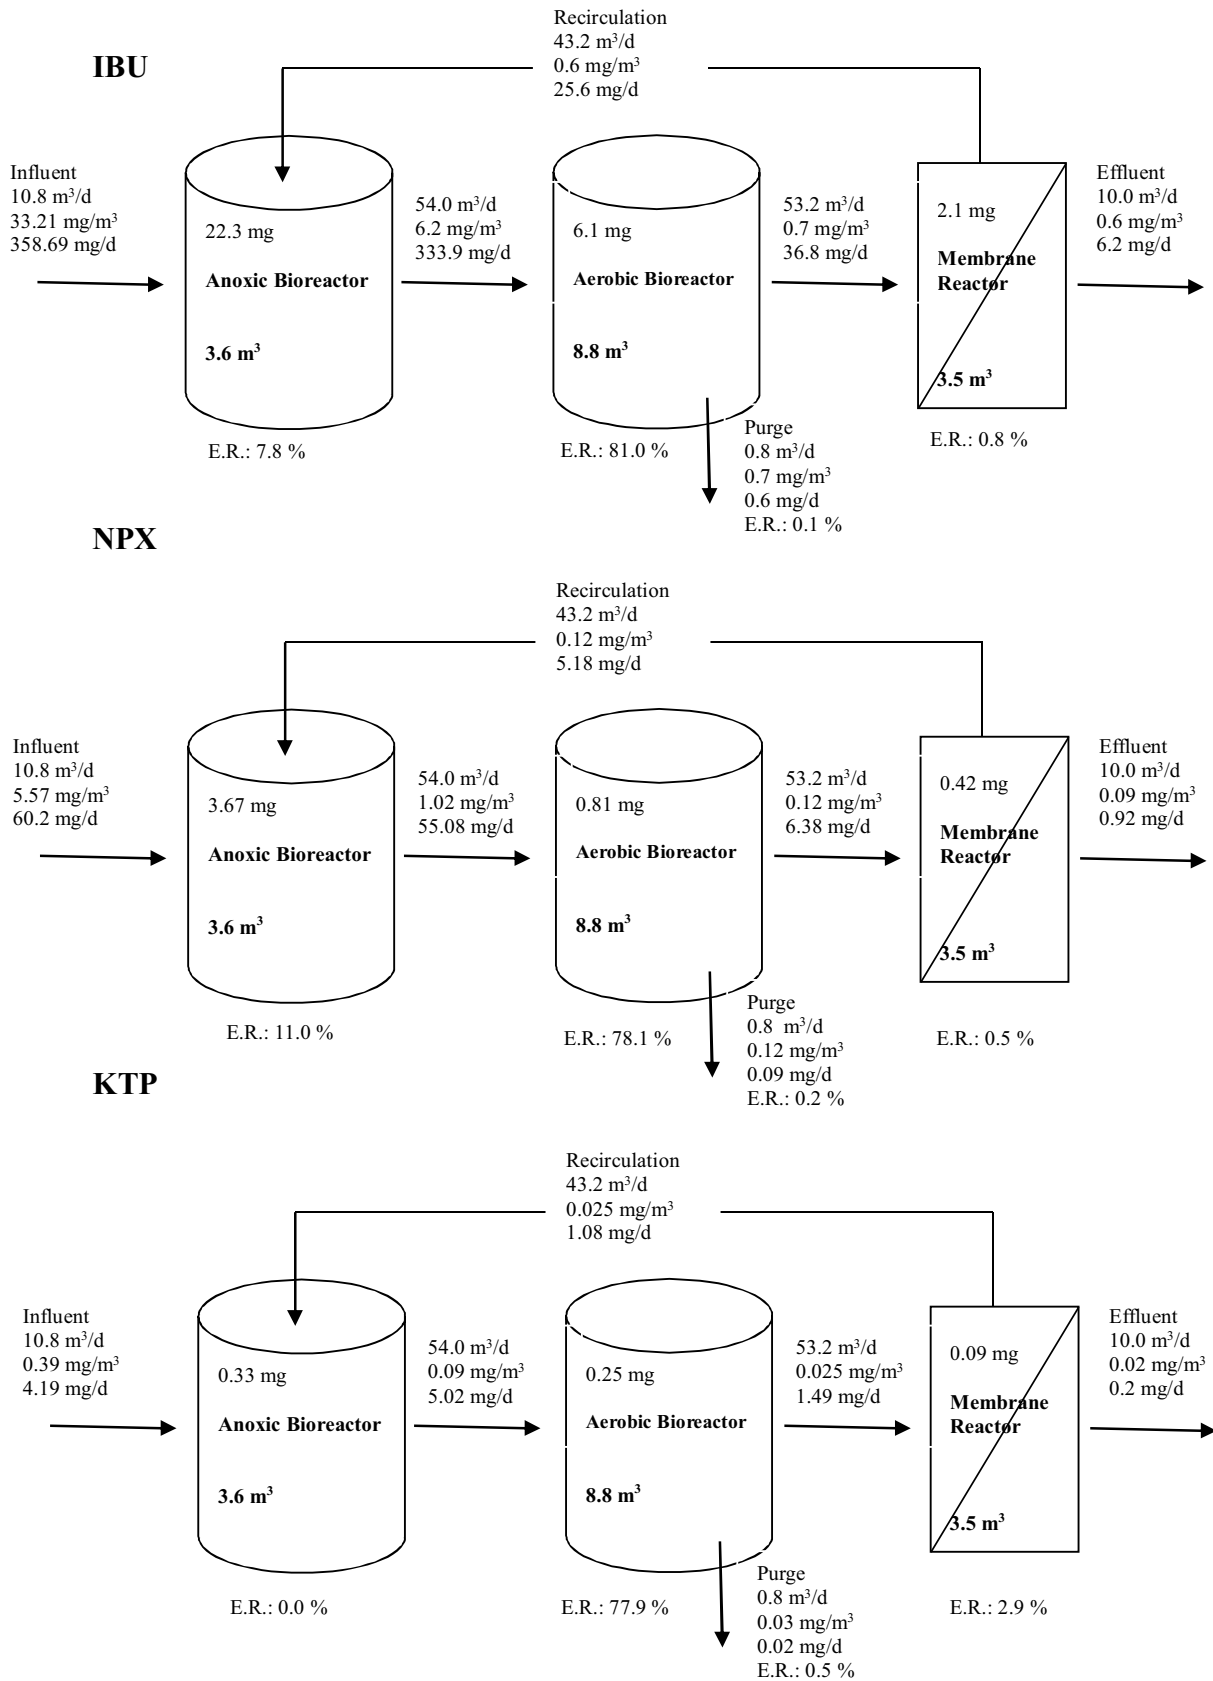 IBU
Recirculation
43.2 m³/d
0.6 mg/m³
25.6 mg/d
Influent
10.8 m³/d
33.21 mg/m³
358.69 mg/d
22.3 mg
Anoxic Bioreactor
3.6 m³
E.R.: 7.8 %
54.0 m³/d
6.2 mg/m³
333.9 mg/d
6.1 mg
Aerobic Bioreactor
8.8 m³
E.R.: 81.0 %
Purge
0.8 m³/d
0.7 mg/m³
0.6 mg/d
E.R.: 0.1 %
53.2 m³/d
0.7 mg/m³
36.8 mg/d
2.1 mg
Membrane
Reactor
3.5 m³
E.R.: 0.8 %
Effluent
10.0 m³/d
0.6 mg/m³
6.2 mg/d
NPX
Recirculation
43.2 m³/d
0.12 mg/m³
5.18 mg/d
Influent
10.8 m³/d
5.57 mg/m³
60.2 mg/d
3.67 mg
Anoxic Bioreactor
3.6 m³
E.R.: 11.0 %
54.0 m³/d
1.02 mg/m³
55.08 mg/d
0.81 mg
Aerobic Bioreactor
8.8 m³
E.R.: 78.1 %
Purge
0.8 m³/d
0.12 mg/m³
0.09 mg/d
E.R.: 0.2 %
53.2 m³/d
0.12 mg/m³
6.38 mg/d
0.42 mg
Membrane
Reactor
3.5 m³
E.R.: 0.5 %
Effluent
10.0 m³/d
0.09 mg/m³
0.92 mg/d
KTP
Recirculation
43.2 m³/d
0.025 mg/m³
1.08 mg/d
Influent
10.8 m³/d
0.39 mg/m³
4.19 mg/d
0.33 mg
Anoxic Bioreactor
3.6 m³
E.R.: 0.0 %
54.0 m³/d
0.09 mg/m³
5.02 mg/d
0.25 mg
Aerobic Bioreactor
8.8 m³
E.R.: 77.9 %
Purge
0.8 m³/d
0.03 mg/m³
0.02 mg/d
E.R.: 0.5 %
53.2 m³/d
0.025 mg/m³
1.49 mg/d
0.09 mg
Membrane
Reactor
3.5 m³
E.R.: 2.9 %
Effluent
10.0 m³/d
0.02 mg/m³
0.2 mg/d